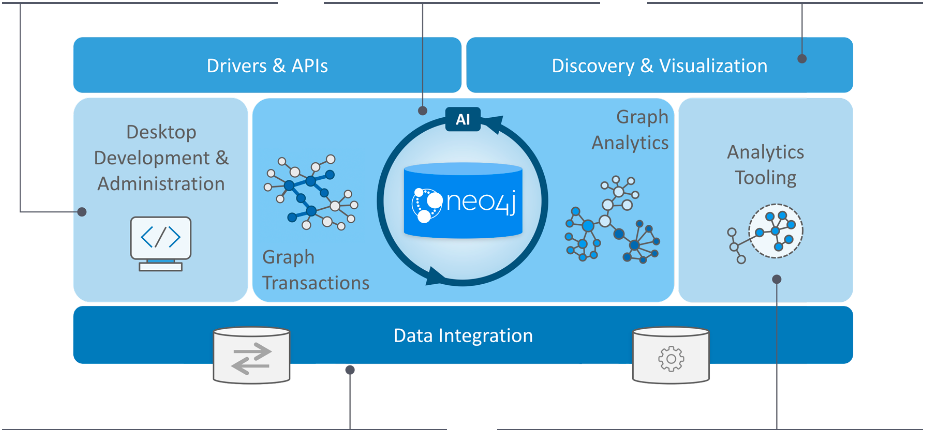 Drivers & APIs
Discovery & Visualization
Desktop
Development &
Administration
AI
Graph
Analytics
Analytics
Tooling
</>
neo4j
Graph
Transactions
Data Integration